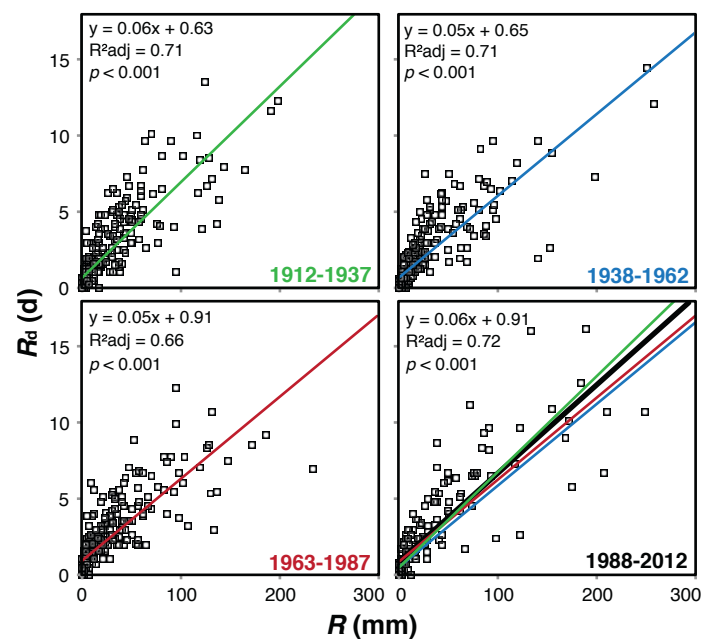 y = 0.06x + 0.63
R²adj = 0.71
p < 0.001
1912-1937
y = 0.05x + 0.65
R²adj = 0.71
p < 0.001
1938-1962
15
10
5
0
Rd (d)
y = 0.05x + 0.91
R²adj = 0.66
p < 0.001
1963-1987
y = 0.06x + 0.91
R²adj = 0.72
p < 0.001
1988-2012
15
10
5
0
0 100 200 300 0 100 200 300
R (mm)